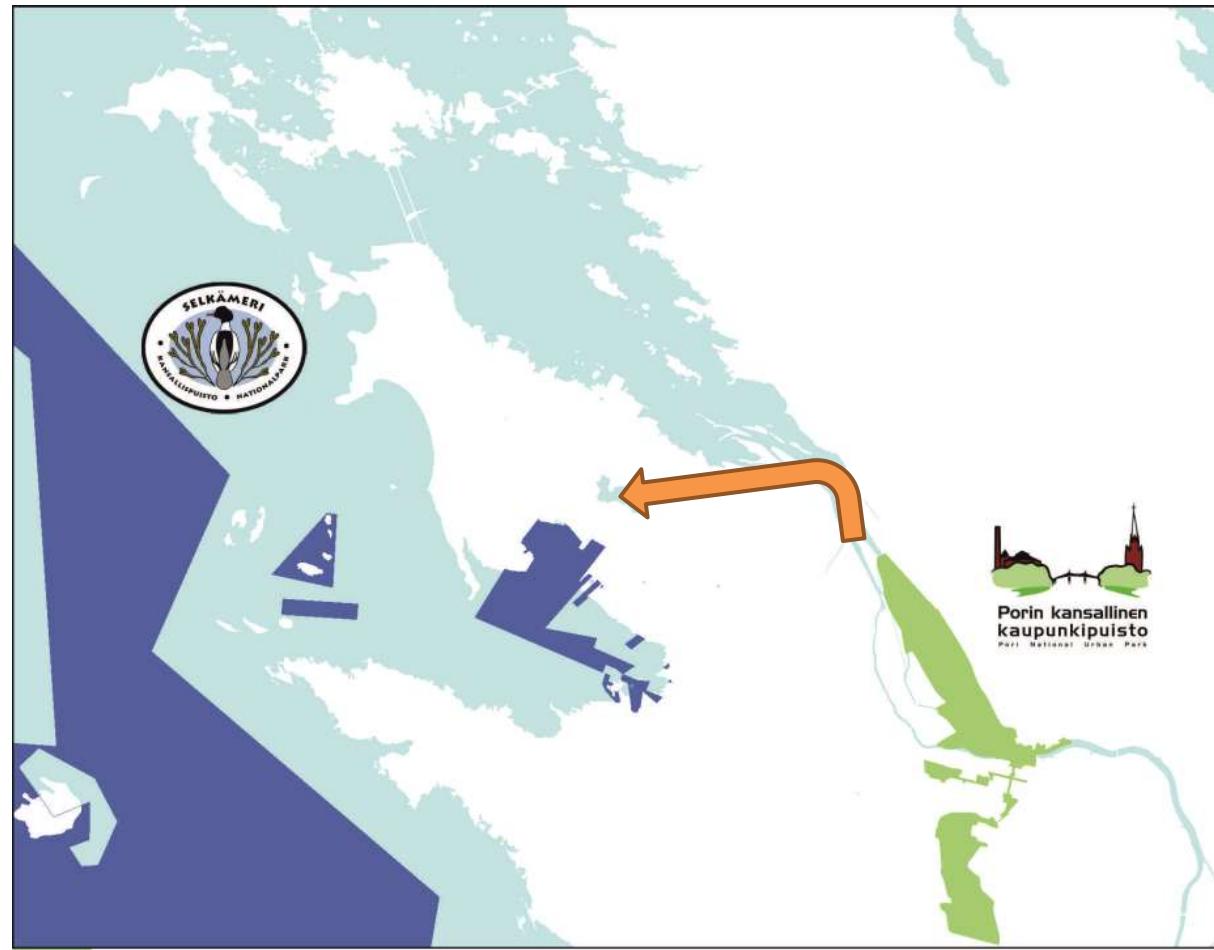 SELKÄMERI
KANSALLISPUISTO • NATIONALPARK
Porin kansallinen
kaupunkipuisto
Pori National Urban Park